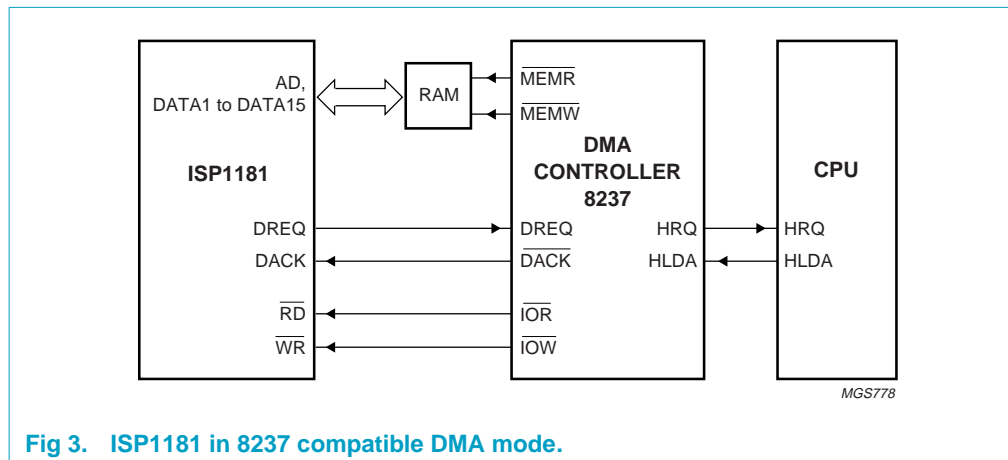 AD,
DATA1 to DATA15
RAM
MEMR
MEMW
DMA
CONTROLLER
8237
ISP1181
CPU
DREQ
DREQ
HRQ
HRQ
DACK
DACK
HLDA
HLDA
RD
IOR
WR
IOW
MGS778
Fig 3. ISP1181 in 8237 compatible DMA mode.